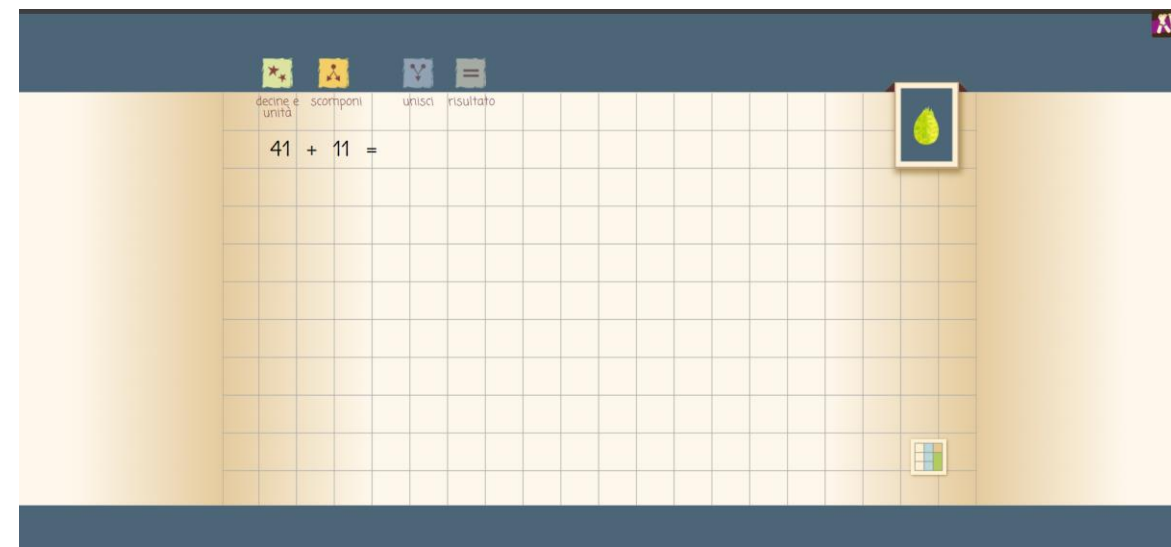 decine e unità
scomponi
unisci
risultato
41 + 11 =